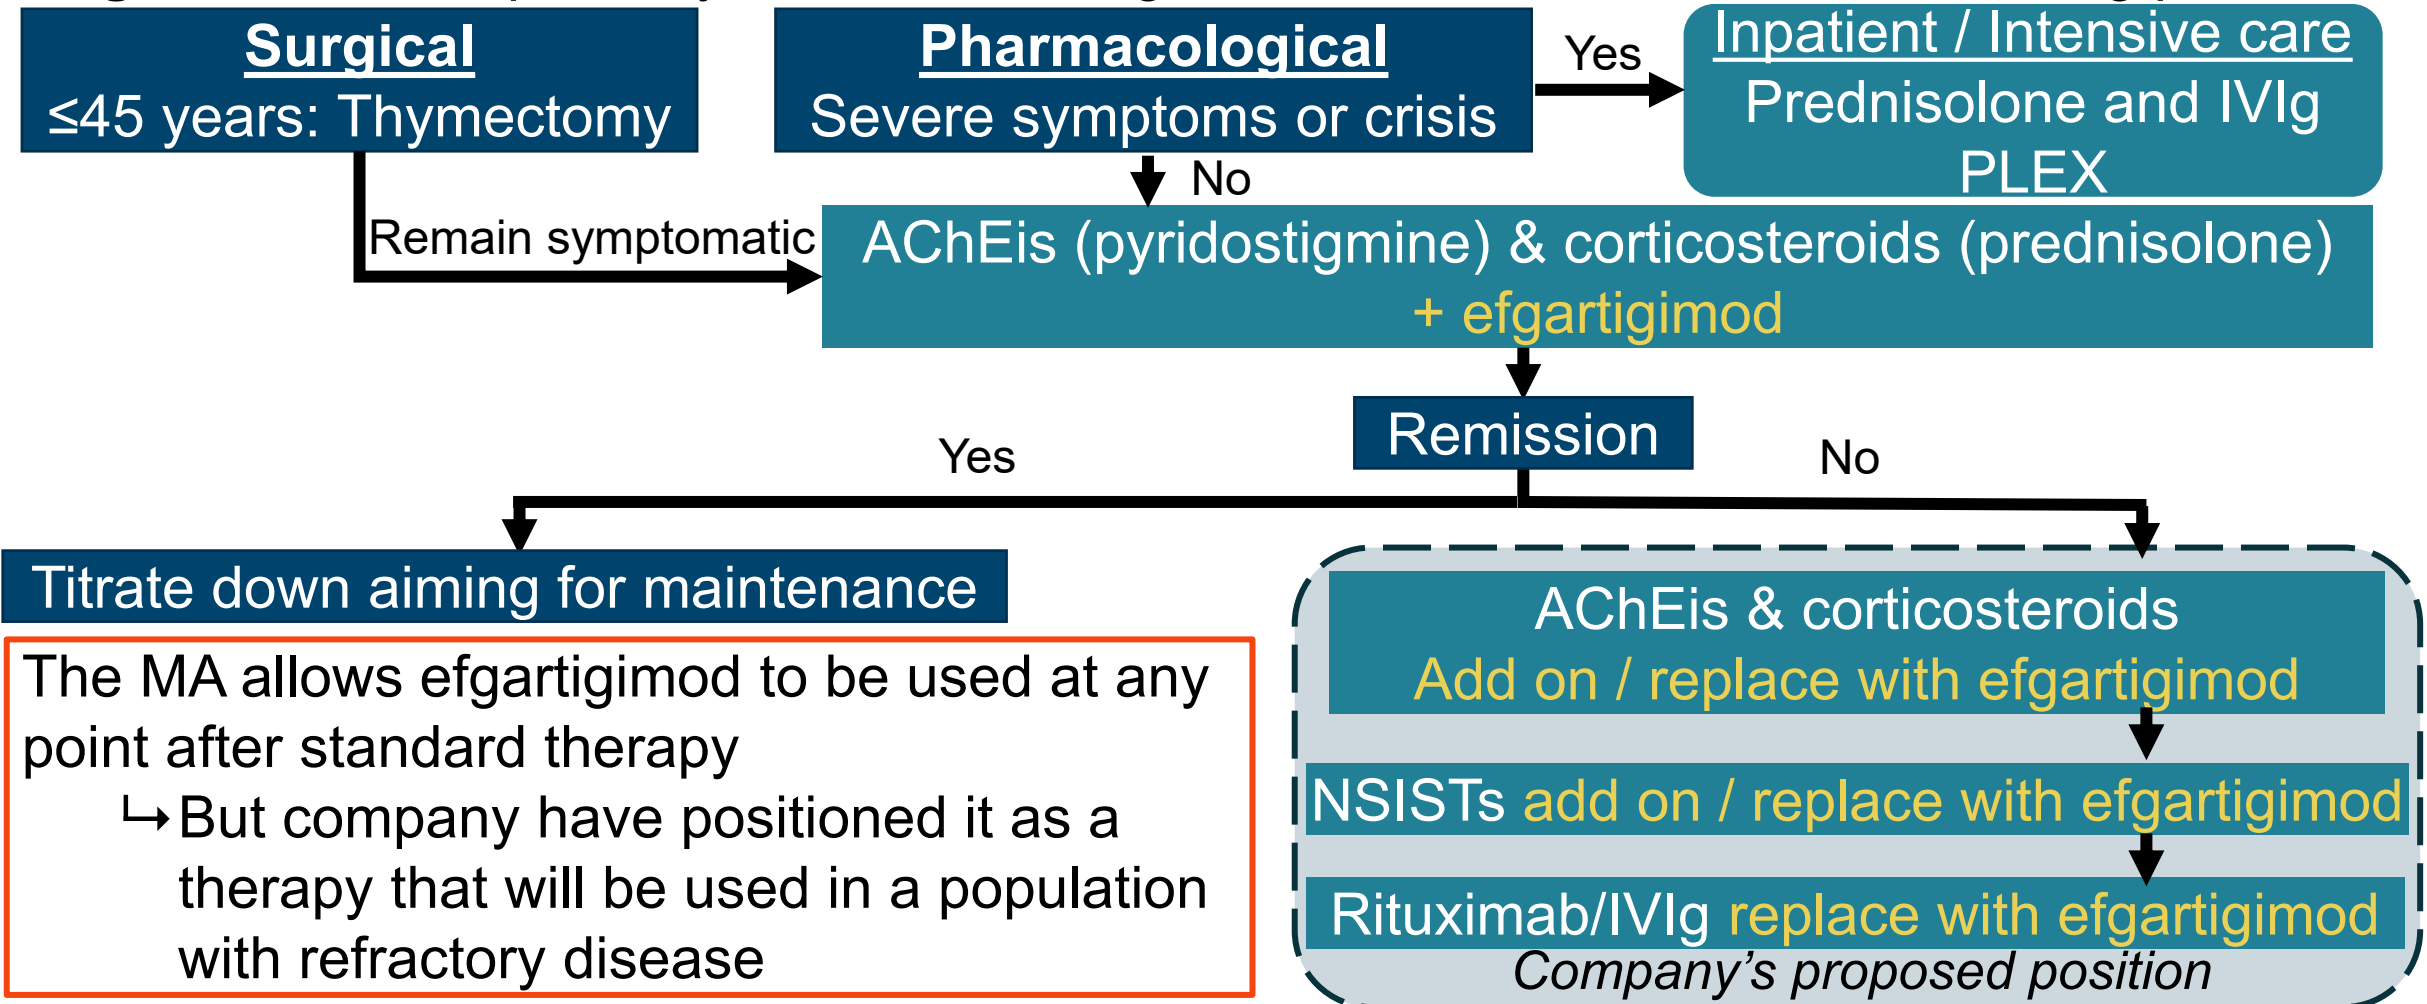 Surgical
≤45 years: Thymectomy
Pharmacological
Severe symptoms or crisis
Yes
Inpatient / Intensive care
Prednisolone and IVIg
PLEX
No
Remain symptomatic
AChEis (pyridostigmine) & corticosteroids (prednisolone)
+ efgartigimod
Remission
Yes
No
Titrate down aiming for maintenance
The MA allows efgartigimod to be used at any
point after standard therapy
↳But company have positioned it as a
therapy that will be used in a population
with refractory disease
AChEis & corticosteroids
Add on / replace with efgartigimod
NSISTs add on / replace with efgartigimod
Rituximab/IVIg replace with efgartigimod
Company’s proposed position